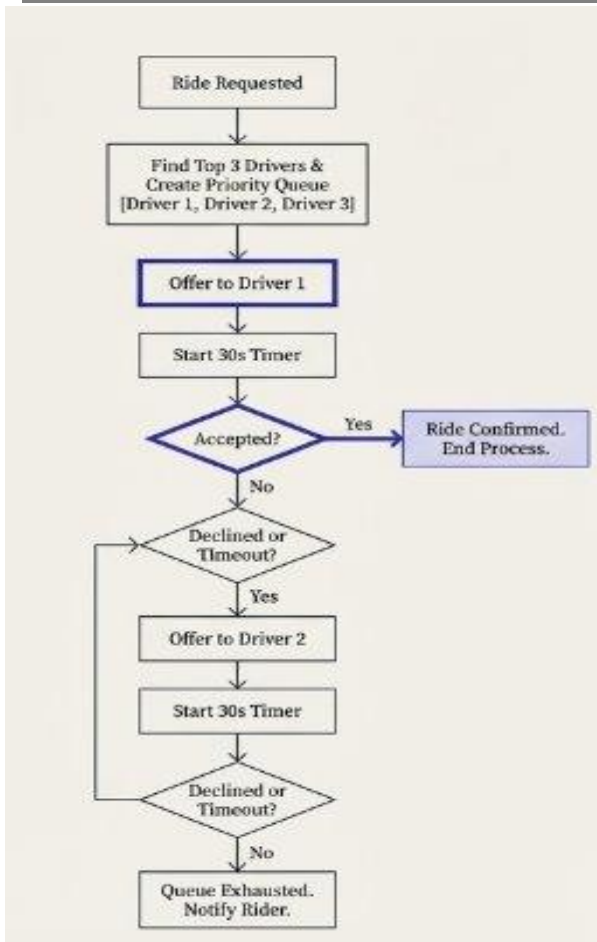 Ride Requested
Find Top 3 Drivers &
Create Priority Queue
[Driver 1, Driver 2, Driver 3]
Offer to Driver 1
Start 30s Timer
Accepted?
Yes
Ride Confirmed.
End Process.
No
Declined or
Timeout?
Yes
Offer to Driver 2
Start 30s Timer
Declined or
Timeout?
No
Queue Exhausted.
Notify Rider.